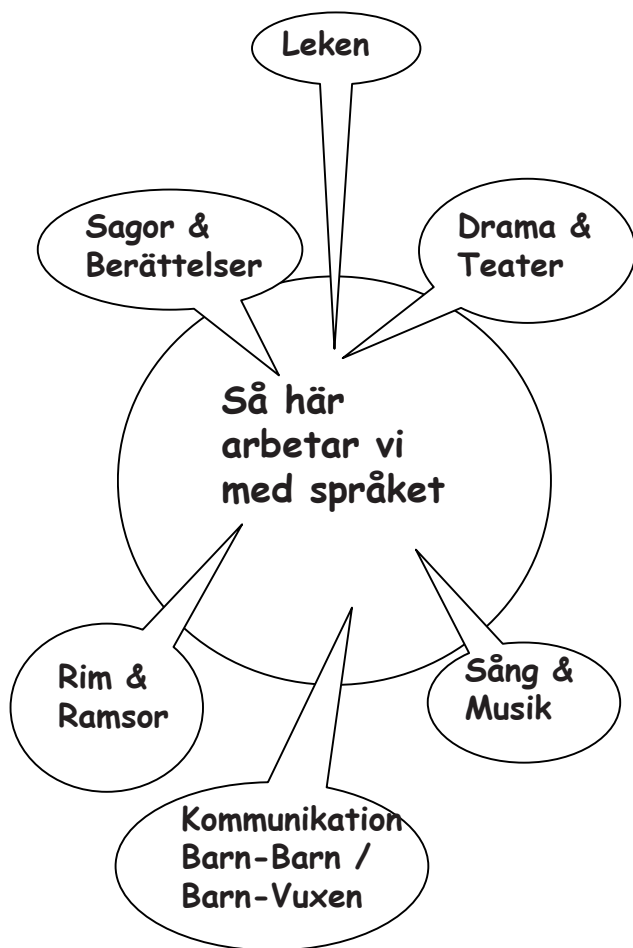 Leken
Sagor &
Berättelser
Drama &
Teater
Så här
arbetar vi
med språket
Rim &
Ramsor
Sång &
Musik
Kommunikation
Barn-Barn /
Barn-Vuxen